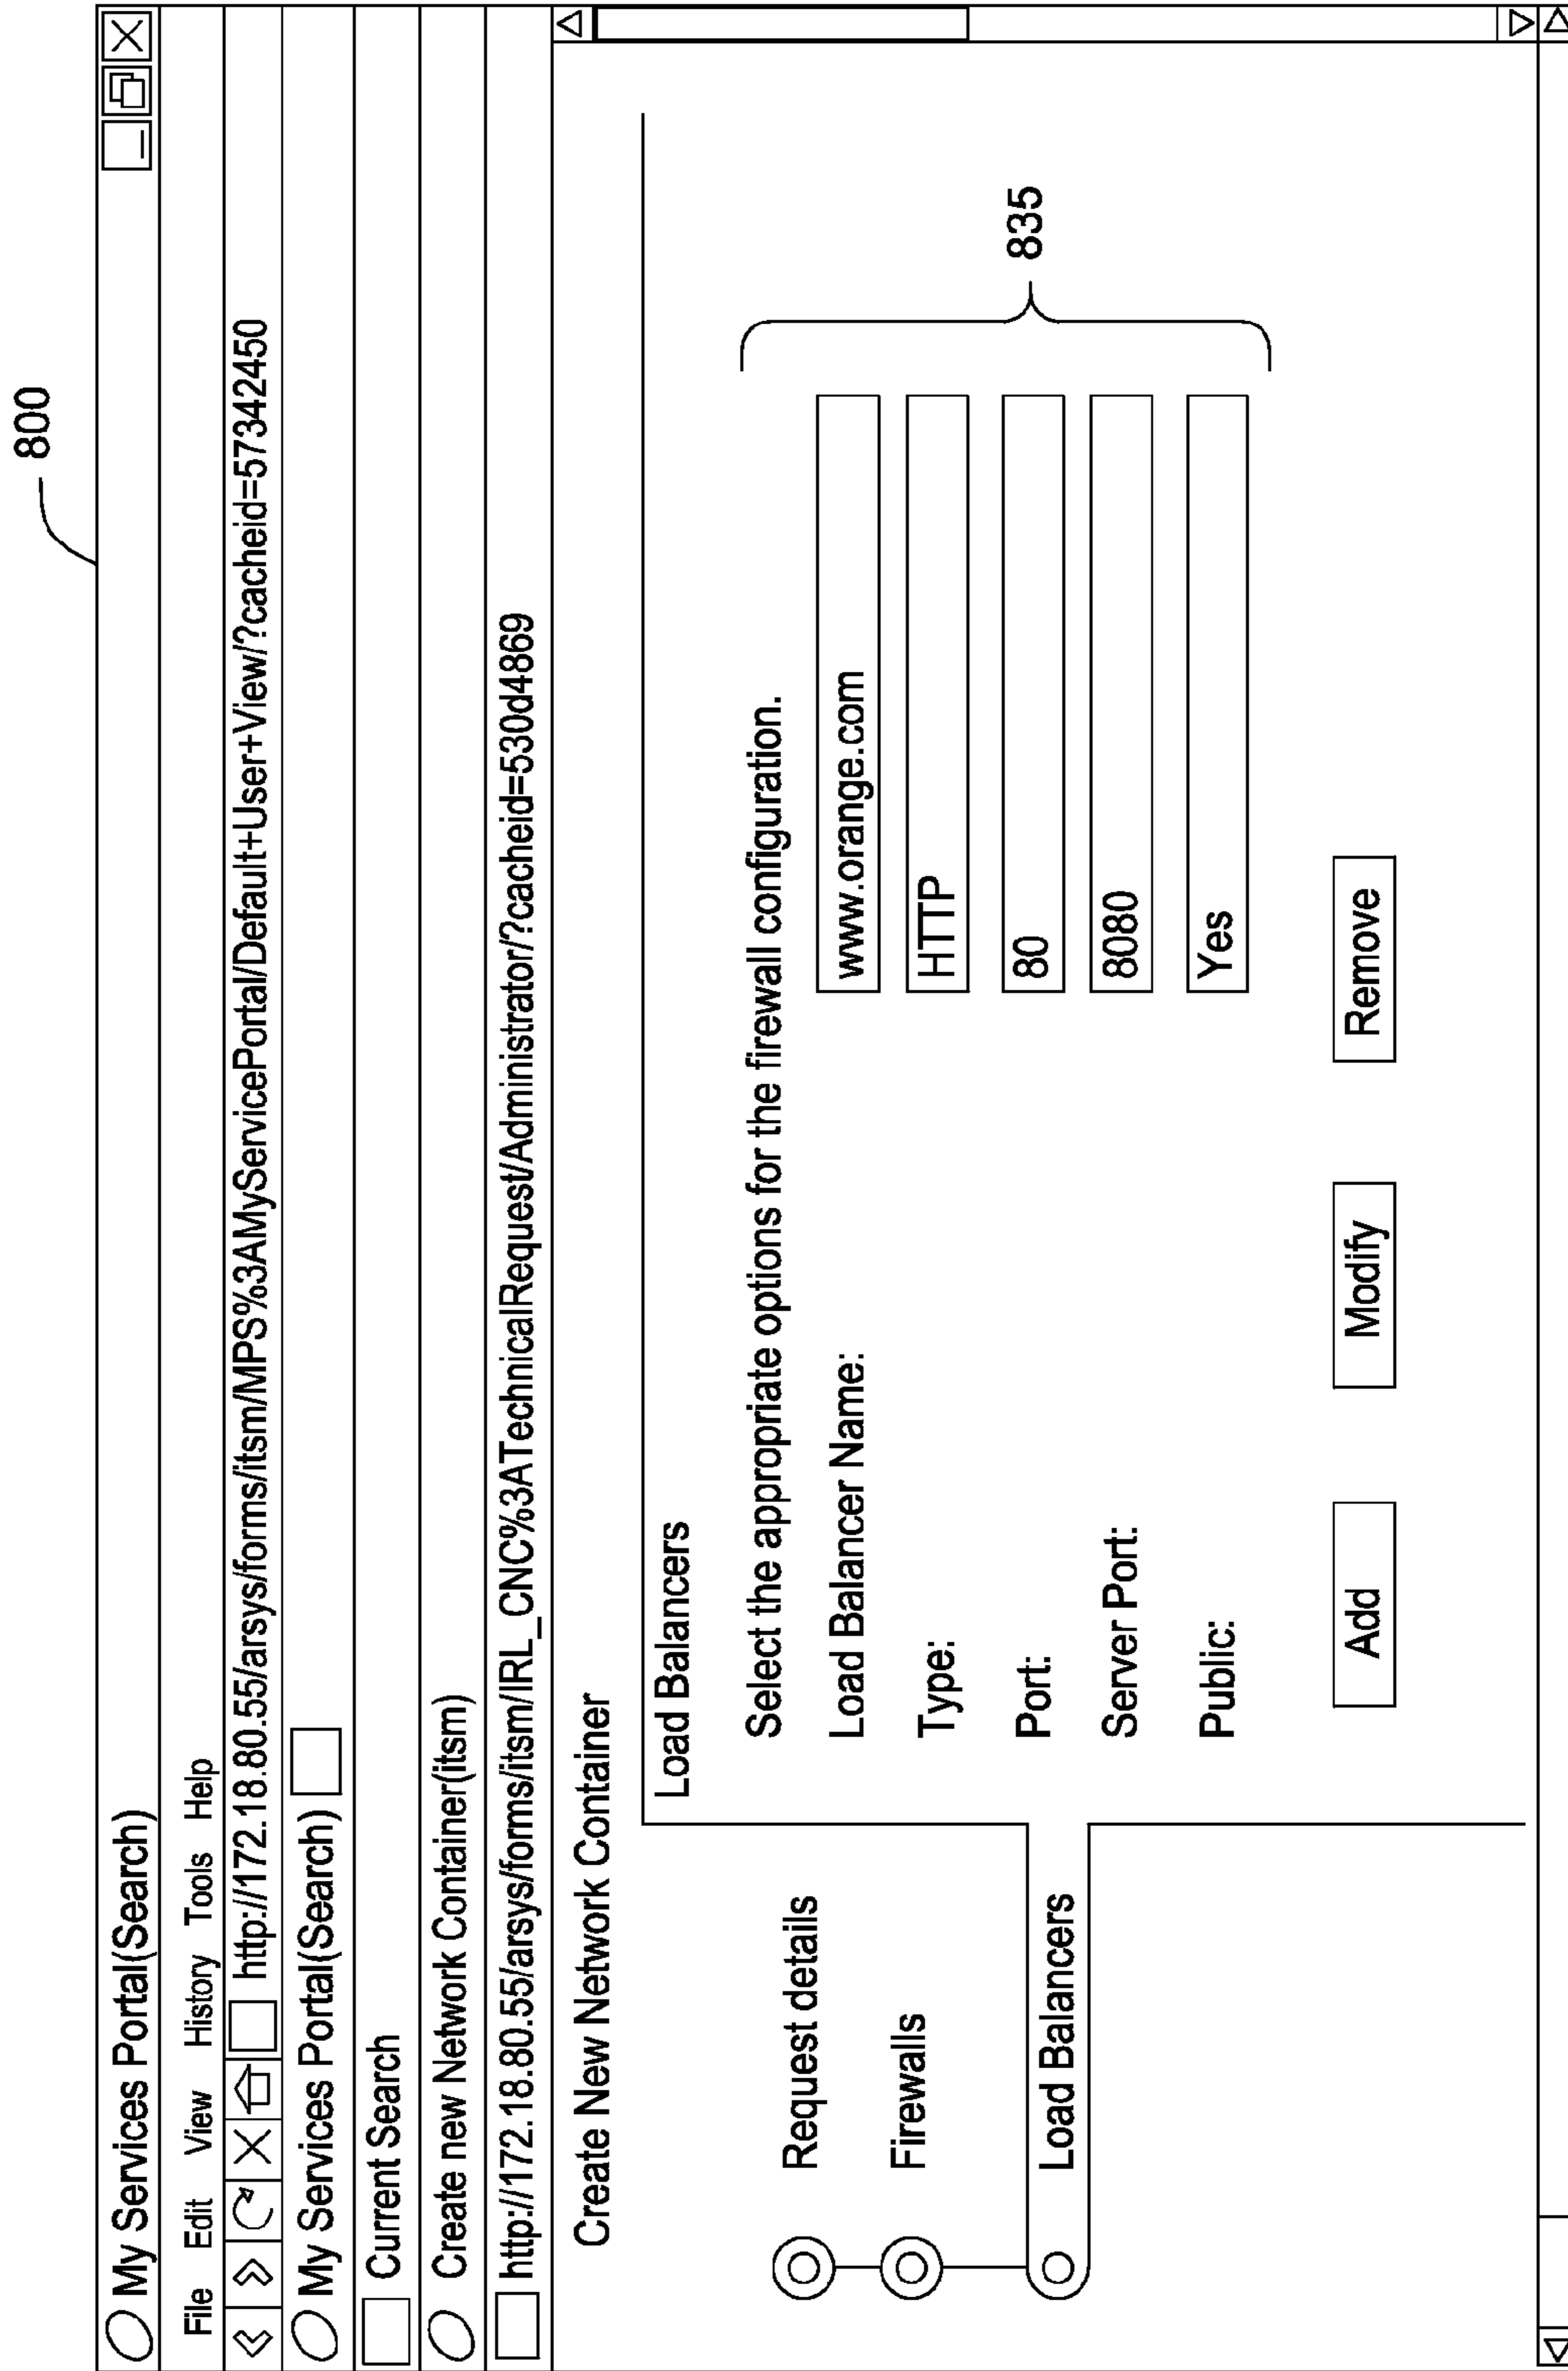 800
My Services Portal(Search)
File Edit View History Tools Help
http://172.18.80.55/arsys/forms/itsm/MPS%3AMyServicePortal/Default+User+View/?cacheid=57342450
My Services Portal(Search)
Current Search
Create new Network Container(itsm)
http://172.18.80.55/arsys/forms/itsm/IRL_CNC%3ATechnicalRequest/Administrator/?cacheid=530d4869
Create New Network Container
Request details
Firewalls
Load Balancers
Load Balancers
Select the appropriate options for the firewall configuration.
Load Balancer Name: www.orange.com
Type: HTTP
Port: 80
Server Port: 8080
Public: Yes
835
Add Modify Remove